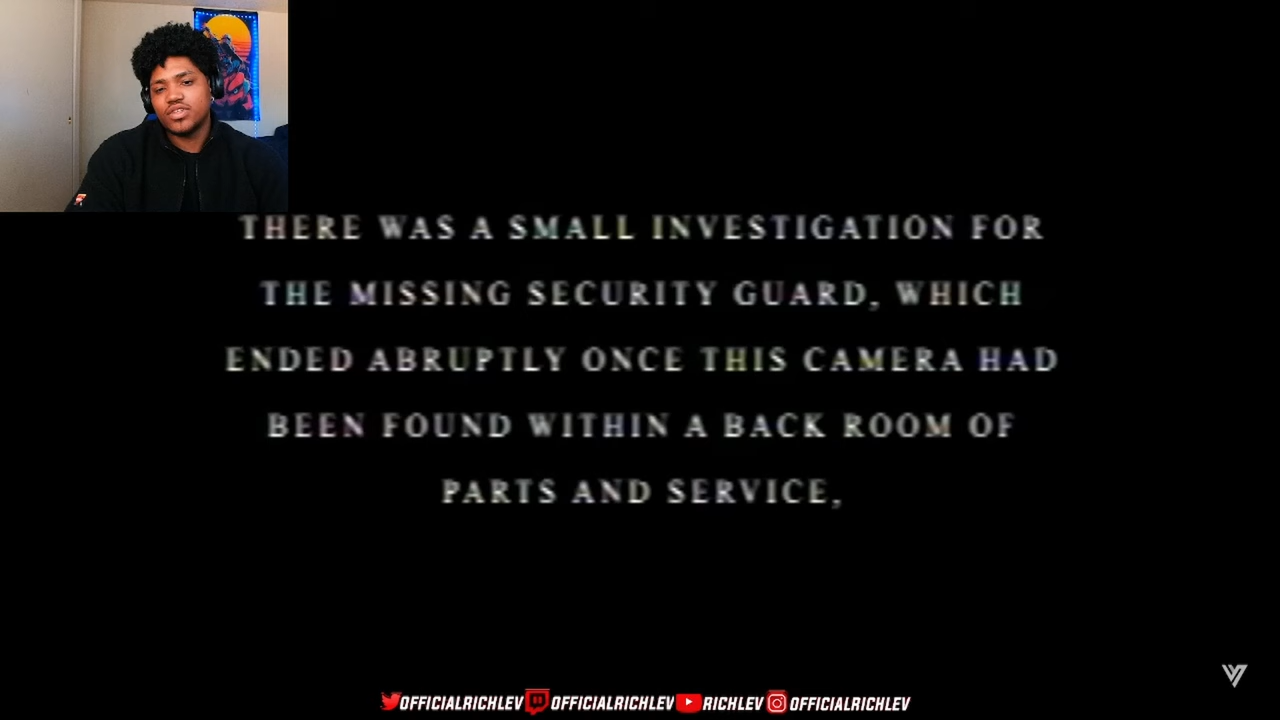 THERE WAS A SMALL INVESTIGATION FOR
THE MISSING SECURITY GUARD, WHICH
ENDED ABRUPTLY ONCE THIS CAMERA HAD
BEEN FOUND WITHIN A BACK ROOM OF
PARTS AND SERVICE,
OFFICIALRICHLEV OFFICIALRICHLEV RICHLEV OFFICIALRICHLEV